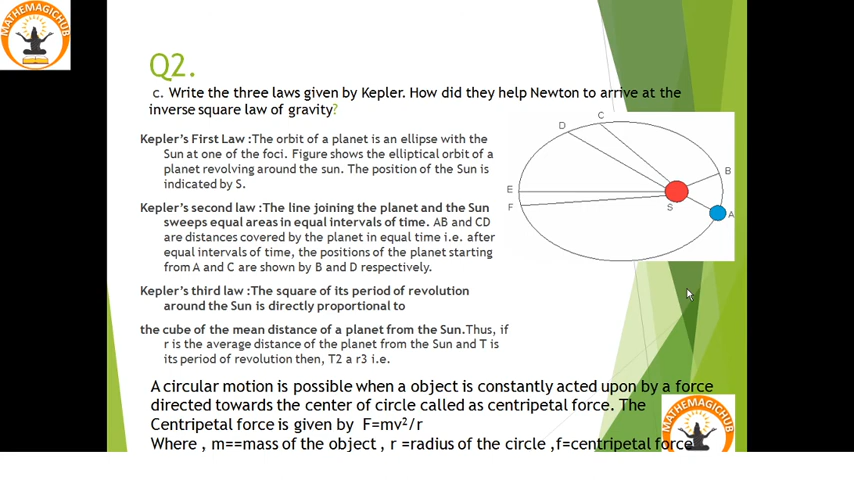 MATHEMAGICHUB
Q2.
c. Write the three laws given by Kepler. How did they help Newton to arrive at the
inverse square law of gravity?
Kepler's First Law :The orbit of a planet is an ellipse with the
Sun at one of the foci. Figure shows the elliptical orbit of a
planet revolving around the sun. The position of the Sun is
indicated by S.
Kepler's second law :The line joining the planet and the Sun
sweeps equal areas in equal intervals of time. AB and CD
are distances covered by the planet in equal time i.e. after
equal intervals of time, the positions of the planet starting
from A and C are shown by B and D respectively.
Kepler's third law :The square of its period of revolution
around the Sun is directly proportional to
the cube of the mean distance of a planet from the Sun.Thus, if
r is the average distance of the planet from the Sun and T is
its period of revolution then, T2 a r3 i.e.
C
D
B
E
F
S
A
A circular motion is possible when a object is constantly acted upon by a force
directed towards the center of circle called as centripetal force. The
Centripetal force is given by F=mv²/r
Where , m==mass of the object , r =radius of the circle ,f=centripetal force
MATHEMAGICHUB